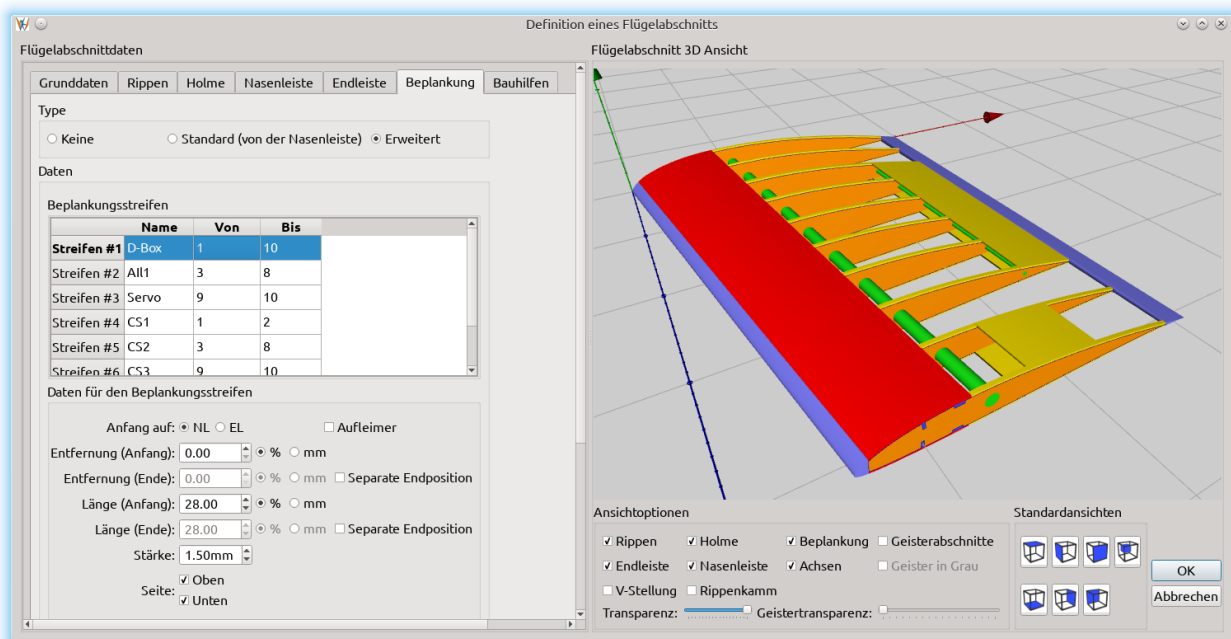 Definition eines Flügelabschnitts
Flügelabschnittdaten
Grunddaten Rippen Holme Nasenleiste Endleiste Beplankung Bauhilfen
Type
Keine Standard (von der Nasenleiste) Erweitert
Daten
Beplankungsstreifen
Name Von Bis
Streifen #1 D-Box 1 10
Streifen #2 All1 3 8
Streifen #3 Servo 9 10
Streifen #4 CS1 1 2
Streifen #5 CS2 3 8
Streifen #6 CS3 9 10
Daten für den Beplankungsstreifen
Anfang auf: NL EL Aufleimer
Entfernung (Anfang): 0.00 % mm
Entfernung (Ende): 0.00 % mm Separate Endposition
Länge (Anfang): 28.00 % mm
Länge (Ende): 28.00 % mm Separate Endposition
Stärke: 1.50mm
Seite: Oben
Unten
Flügelabschnitt 3D Ansicht
Ansichtoptionen
Rippen Holme Beplankung Geisterabschnitte
Endleiste Nasenleiste Achsen Geister in Grau
V-Stellung Rippenkamm
Transparenz: Geistertransparenz:
Standardansichten
OK
Abbrechen